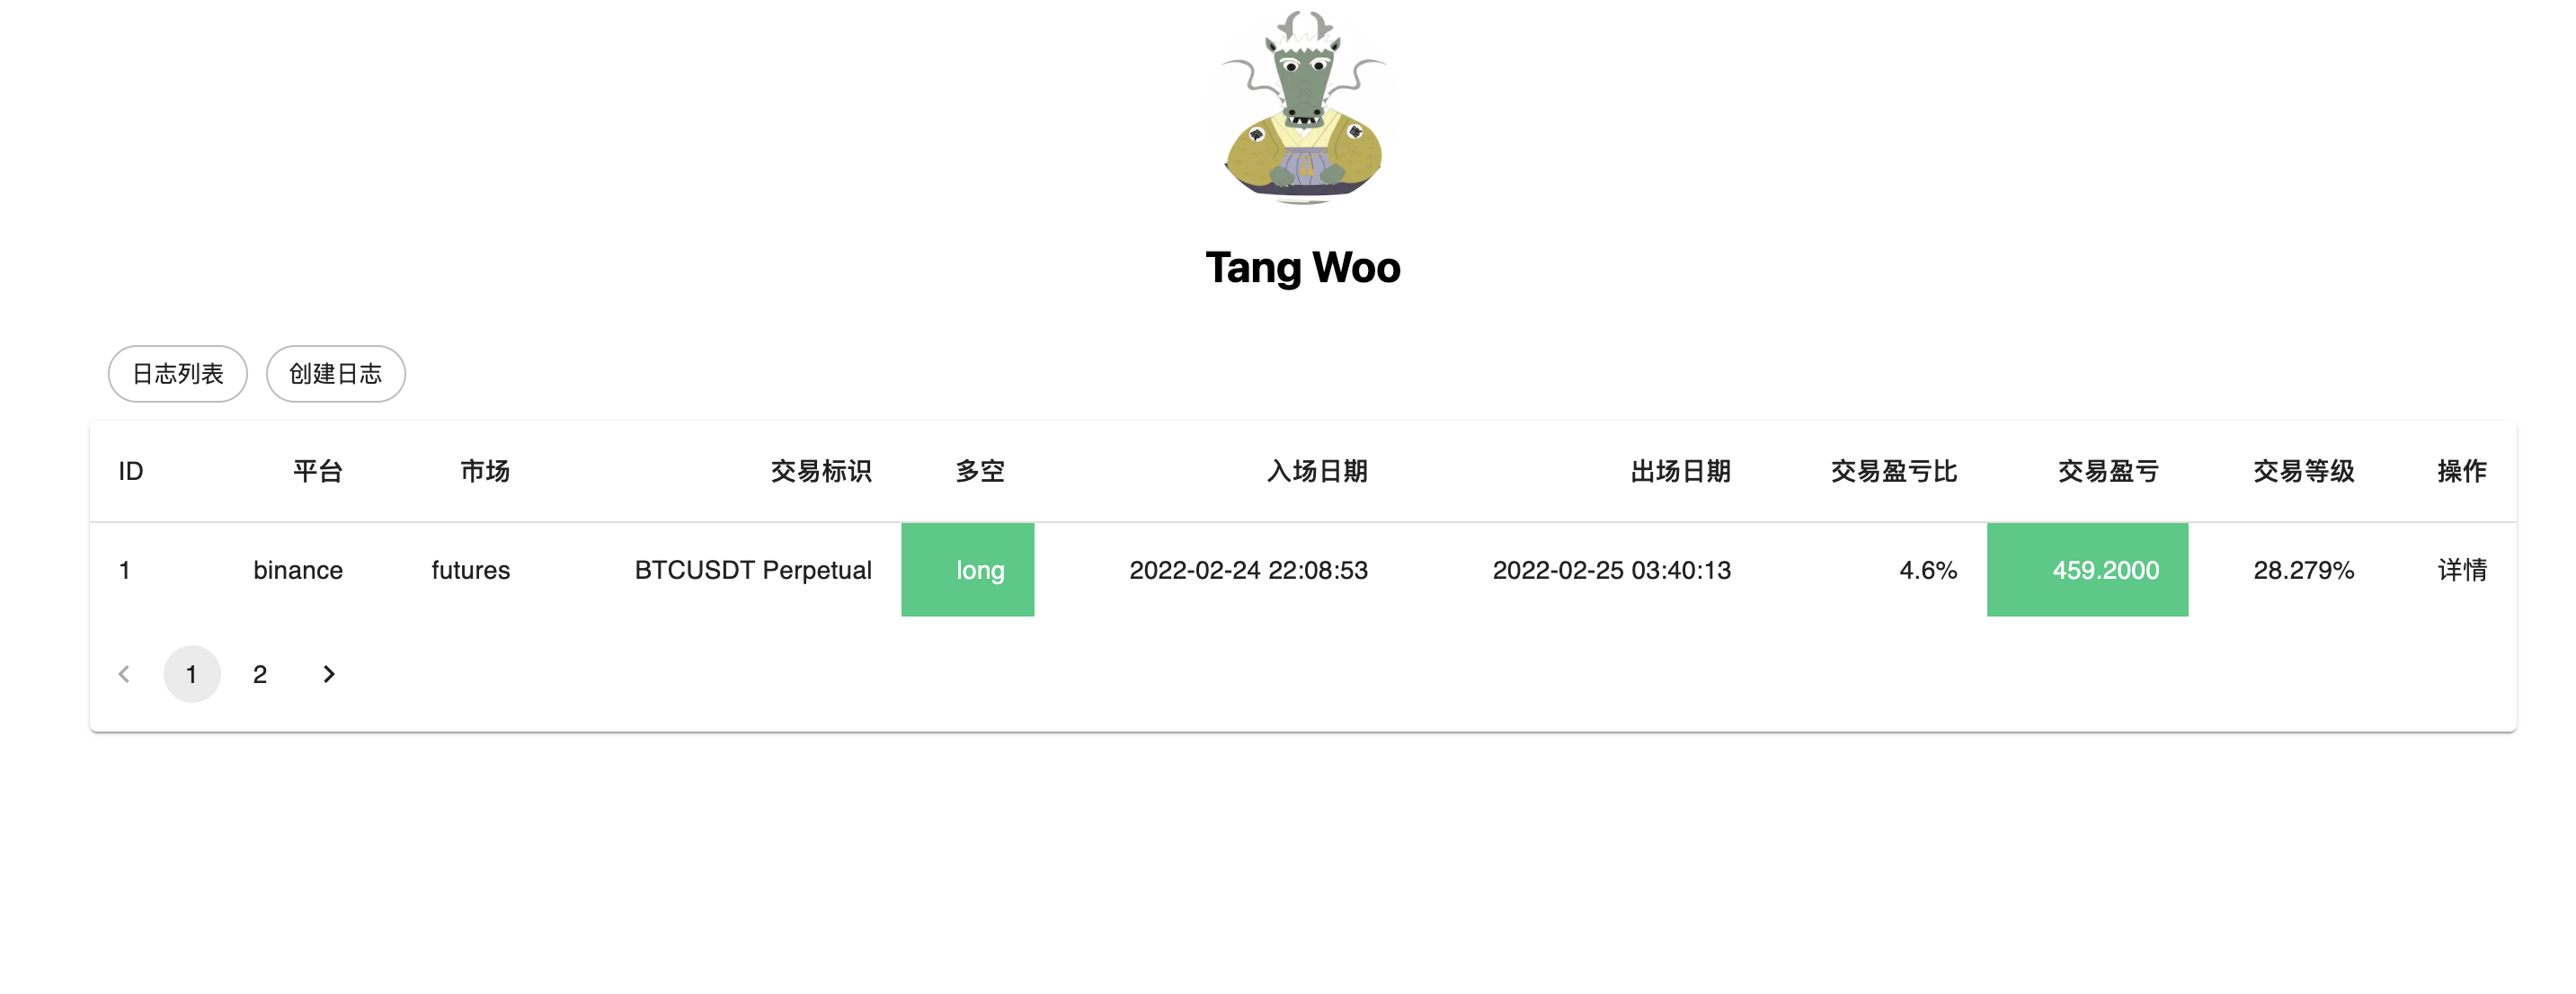 Tang Woo
日志列表 创建日志
ID 平台 市场 交易标识 多空 入场日期 出场日期 交易盈亏比 交易盈亏 交易等级 操作
1 binance futures BTCUSDT Perpetual long 2022-02-24 22:08:53 2022-02-25 03:40:13 4.6% 459.2000 28.279% 详情
1 2